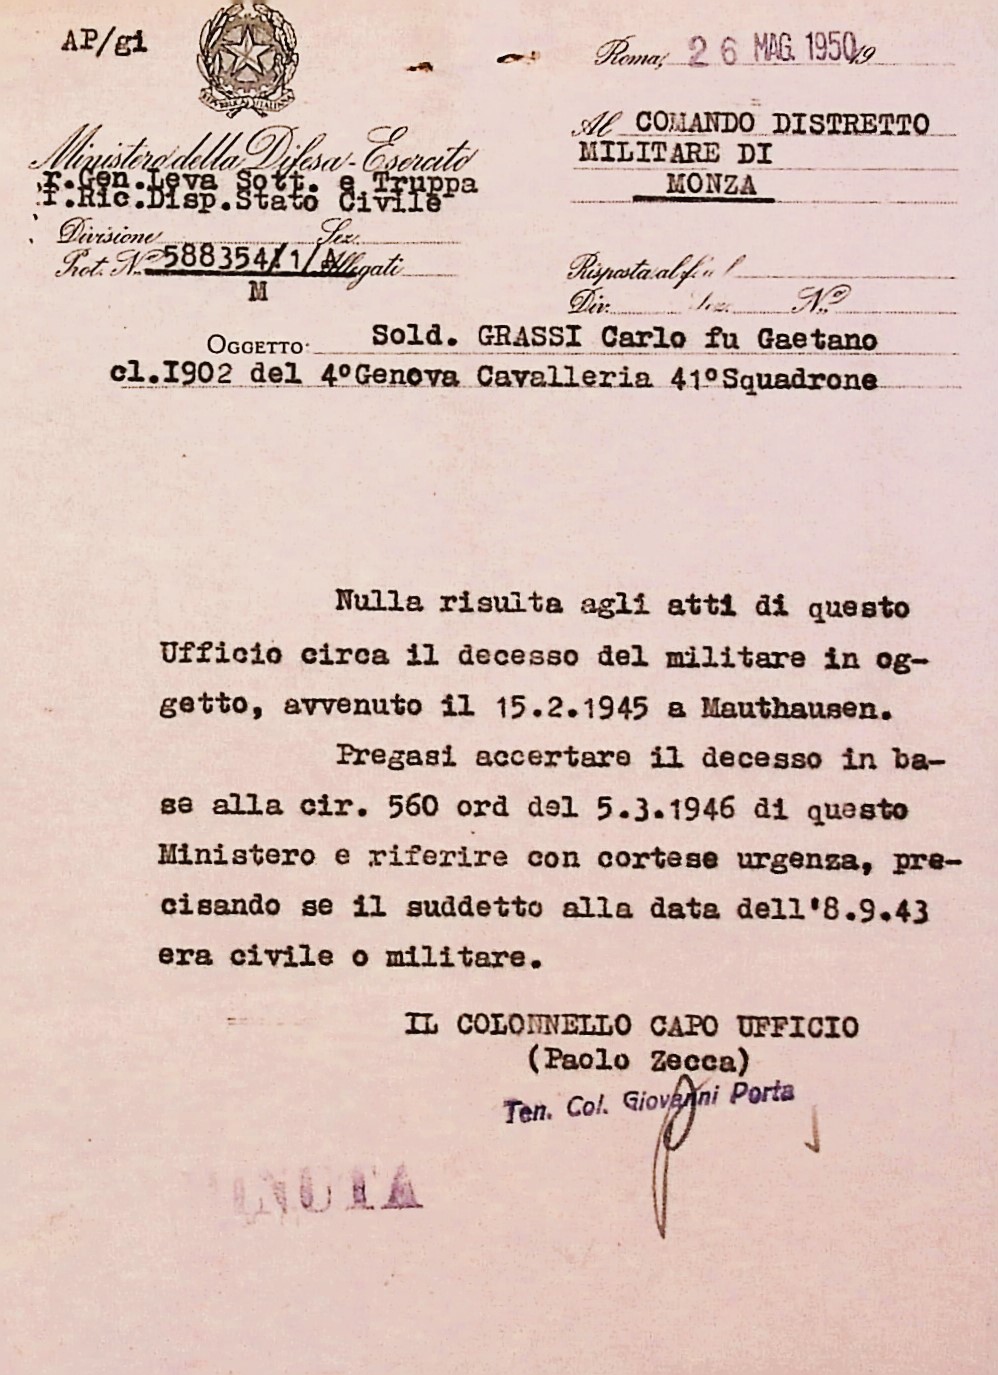 AP/gi
REPVBBLICA ITALIANA
Roma, 26 MAG. 1950 19
Ministero della Difesa-Esercito
r.Gen.Leva Sott. e Truppa
f.Ric.Disp.Stato Civile
Divisione Sez.
Prot. N.º 588354/1/A Allegati
M
Al COMANDO DISTRETTO
MILITARE DI
MONZA
Risposta al f.
Div. Sez. N.º
OGGETTO: Sold. GRASSI Carlo fu Gaetano
cl.I902 del 4°Genova Cavalleria 41°Squadrone
Nulla risulta agli atti di questo
Ufficio circa il decesso del militare in og-
getto, avvenuto il 15.2.1945 a Mauthausen.
Pregasi accertare il decesso in ba-
se alla cir. 560 ord del 5.3.1946 di questo
Ministero e riferire con cortese urgenza, pre-
cisando se il suddetto alla data dell'8.9.43
era civile o militare.
IL COLONNELLO CAPO UFFICIO
(Paolo Zecca)
Ten. Col. Giovanni Porta